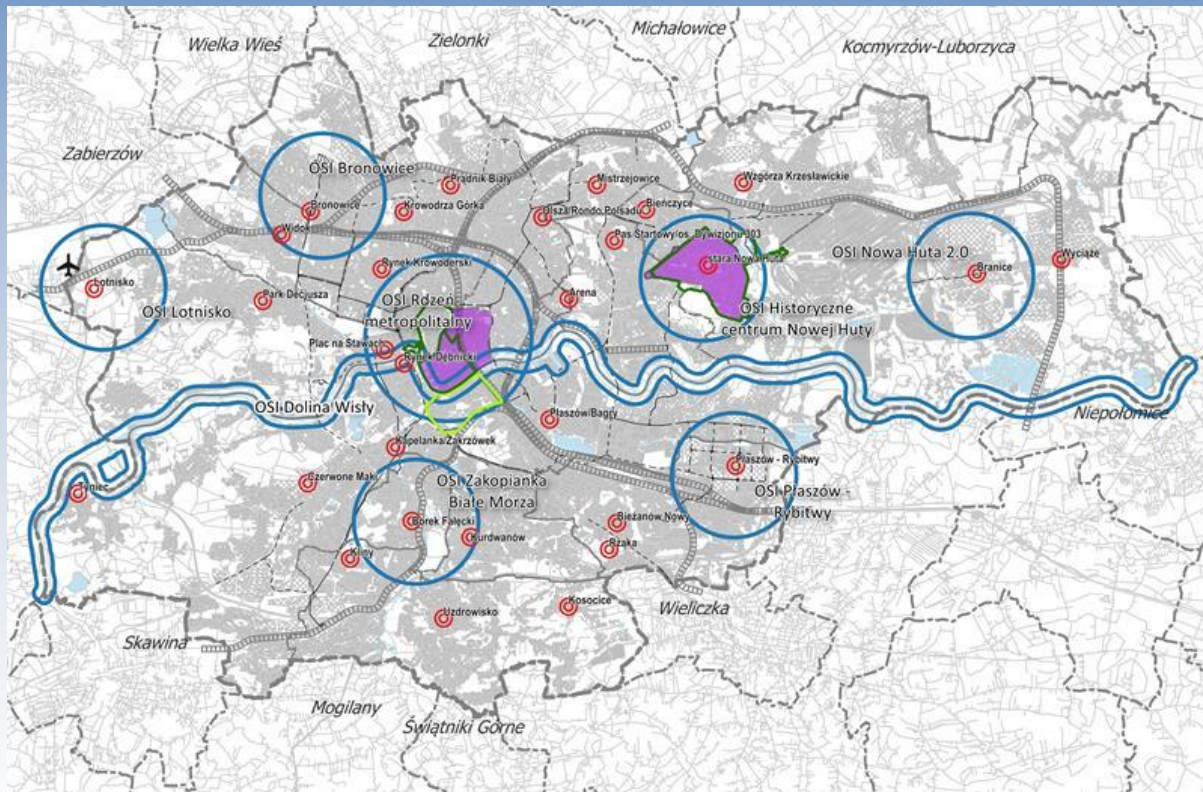 Wielka Wieś
Zielonki
Michałowice
Kocmyrzów-Luborzyca
Zabierzów
OSI Bronowice
Prądnik Biały
Mistrzejowice
Wzgórza Krzesławickie
Bronowice
Krowodrza Górka
Olsza/Rondo Polsadu
Bieńczyce
Widok
Pas Startowy/os. Dywizjonu 303
OSI Nowa Huta 2.0
Wyciąże
Rynek Krowoderski
stara Nowa Huta
Branice
Lotnisko
Park Decjusza
OSI Rdzeń
metropolitalny
Arena
OSI Lotnisko
OSI Historyczne
centrum Nowej Huty
Plac na Stawach
Rynek Dębnicki
OSI Dolina Wisły
Niepołomice
Płaszów/Bagry
Kapelanka/Zakrzówek
Płaszów - Rybitwy
Czerwone Maki
OSI Zakopianka
Białe Morza
OSI Płaszów -
Rybitwy
Tyniec
Borek Fałęcki
Bieżanów Nowy
Kurdwanów
Rżąka
Kliny
Kosocice
Wieliczka
Uzdrowisko
Skawina
Mogilany
Świątniki Górne